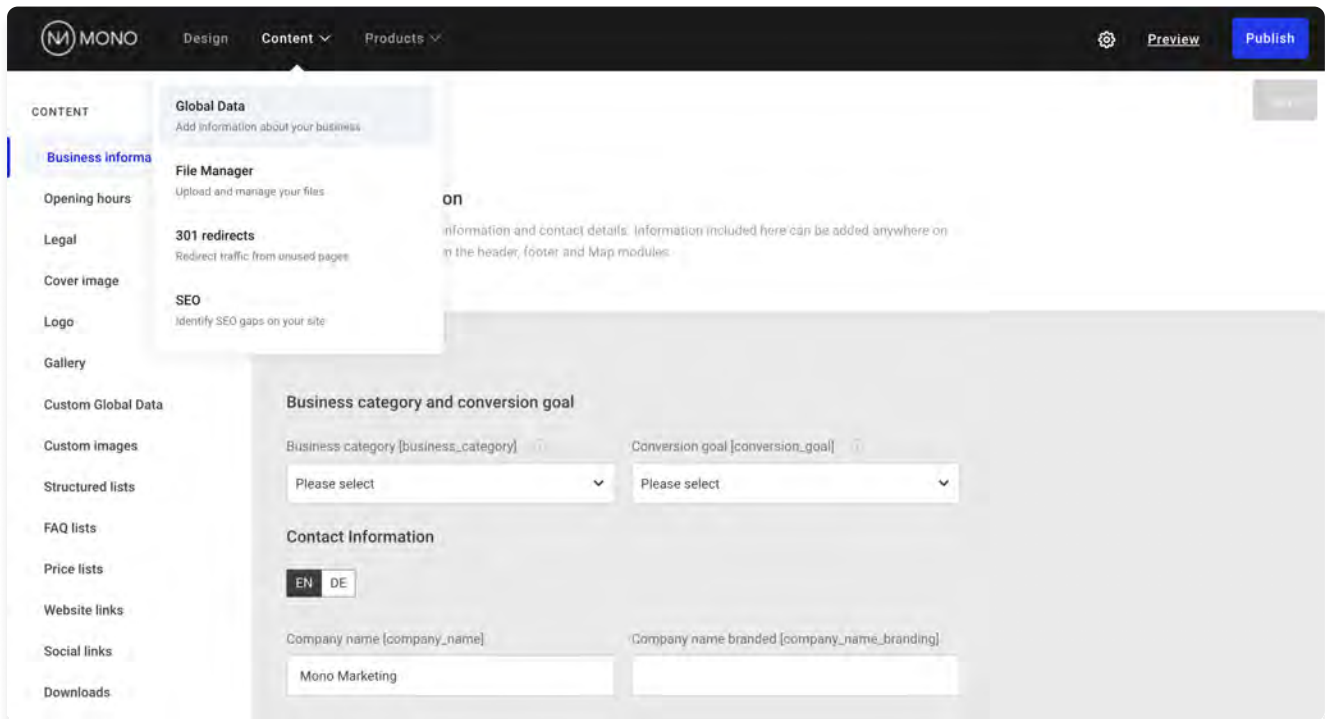 MONO
Design
Content
Products
Preview
Publish
CONTENT
Business informa
Opening hours
Legal
Cover image
Logo
Gallery
Custom Global Data
Custom images
Structured lists
FAQ lists
Price lists
Website links
Social links
Downloads
Global Data
Add information about your business
File Manager
Upload and manage your files
301 redirects
Redirect traffic from unused pages
SEO
Identify SEO gaps on your site
on
nformation and contact details. Information included here can be added anywhere on
n the header, footer and Map modules
Business category and conversion goal
Business category [business_category]
Conversion goal [conversion_goal]
Please select
Please select
Contact Information
EN DE
Company name [company_name]
Company name branded [company_name_branding]
Mono Marketing